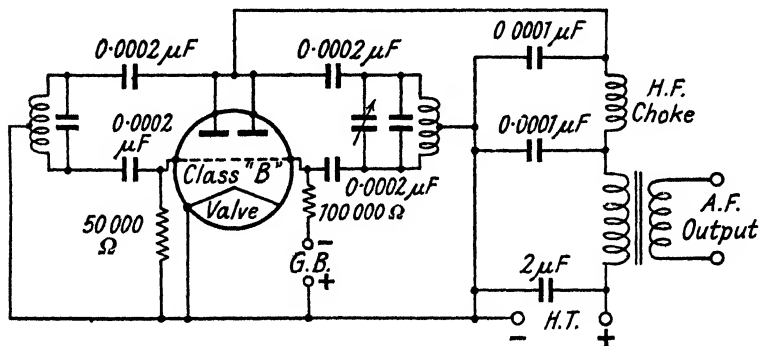 0·0002 μF
0·0002 μF
0·0001 μF
H.F.
Choke
0·0002
μF
0·0001 μF
Class "B"
Valve
0·0002 μF
50 000
Ω
100 000 Ω
A.F.
Output
−
G.B.
+
2 μF
− H.T. +